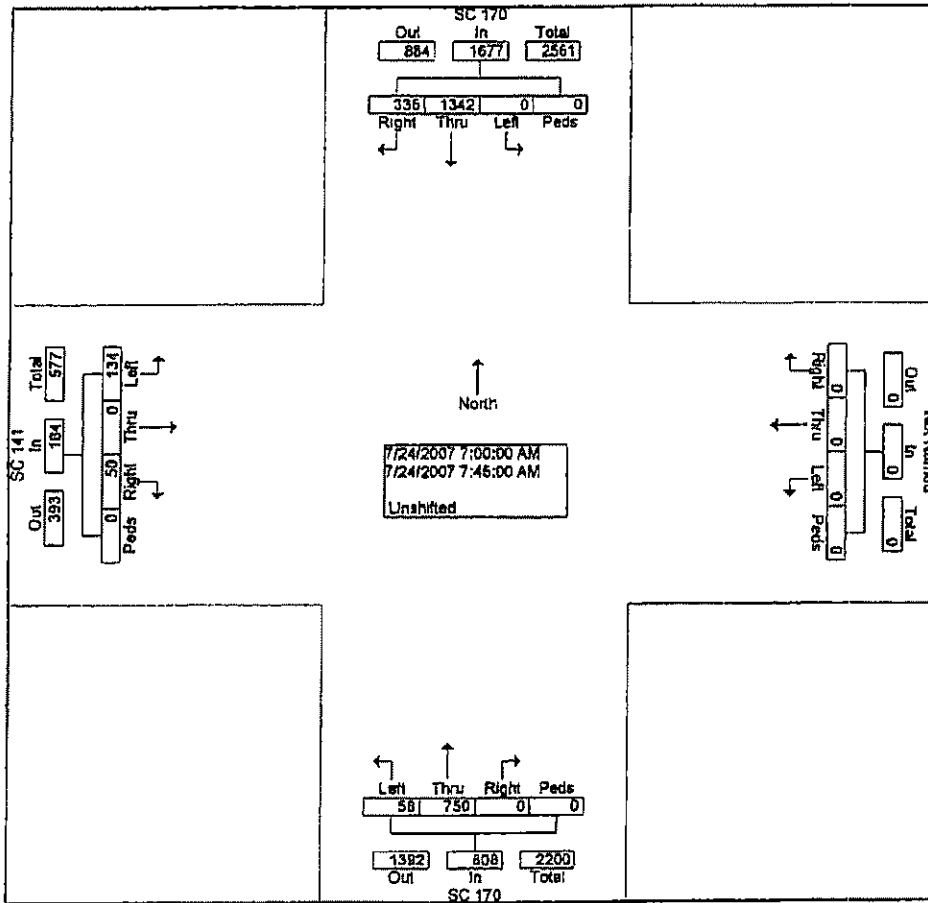 SC 170
Out In Total
884 1677 2561
335 1342 0 0
Right Thru Left Peds
SC 141
Total In Out
577 184 393
134 0 50 0
Left Thru Right Peds
North
7/24/2007 7:00:00 AM
7/24/2007 7:45:00 AM
Unshifted
Right Thru Left Peds
0 0 0 0
0 0 0
Out In Total
Left Thru Right Peds
58 750 0 0
1392 808 2200
Out In Total
SC 170